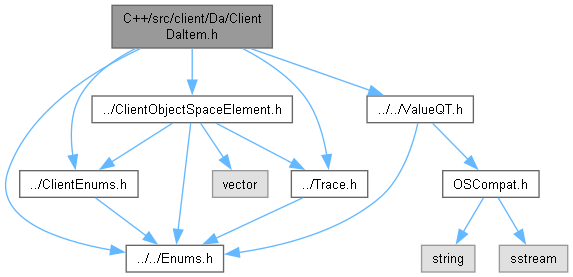 C++/src/client/Da/Client
DaItem.h
../ClientObjectSpaceElement.h
../../ValueQT.h
../ClientEnums.h
vector
../Trace.h
OSCompat.h
../../Enums.h
string
sstream